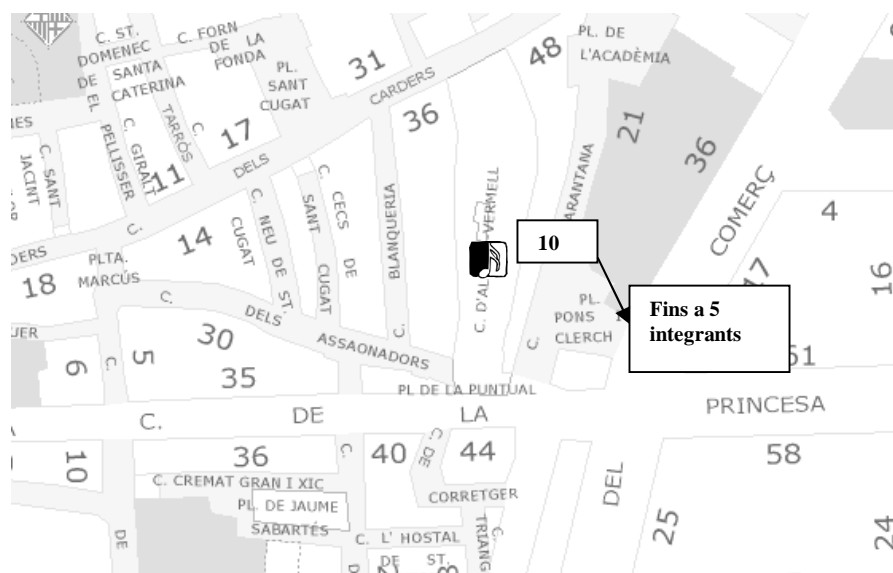 C. ST.
DOMENEC
DE SANTA
CATERINA
C. FORN
DE LA
FONDA
PL.
SANT
CUGAT
31
CARDERS
48
PL. DE
L'ACADÈMIA
36
21
36
DE EL PELLISSER
C. GIRALT
TARRÒS
C.
17
11
C. SANT
JACINT
DELS
C.
14
18
PLTA.
MARCÚS
C. NEU DE ST.
CUGAT
C. CECS DE
SANT
CUGAT
BLANQUERIA
C.
C. D'AL
VERMELL
10
ARANTANA
C.
COMERÇ
4
17
16
Fins a 5
integrants
PL.
PONS
CLERCH
C.
DELS
ASSAONADORS
30
35
5
6
C.
PL DE LA PUNTUAL
C. DE LA PRINCESA
51
10
36
C.
40
C. DE
CORRETGER
44
58
C. CREMAT GRAN I XIC
PL. DE JAUME
SABARTÉS
C. L' HOSTAL
DE ST.
C.
TRIANG
DEL
25
24
DE